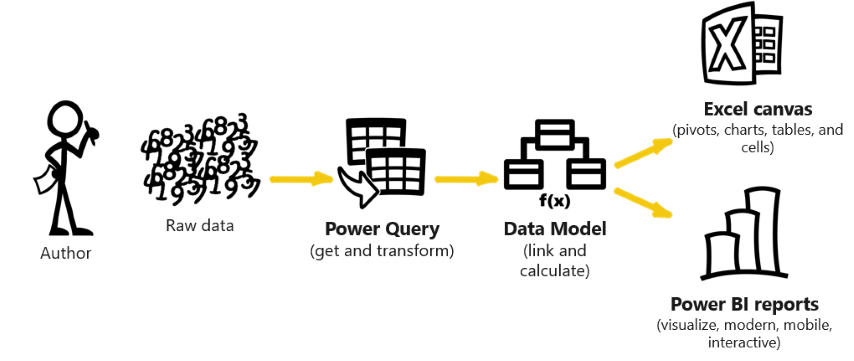 Author
Raw data
Power Query
(get and transform)
f(x)
Data Model
(link and
calculate)
X
Excel canvas
(pivots, charts, tables, and
cells)
Power BI reports
(visualize, modern, mobile,
interactive)